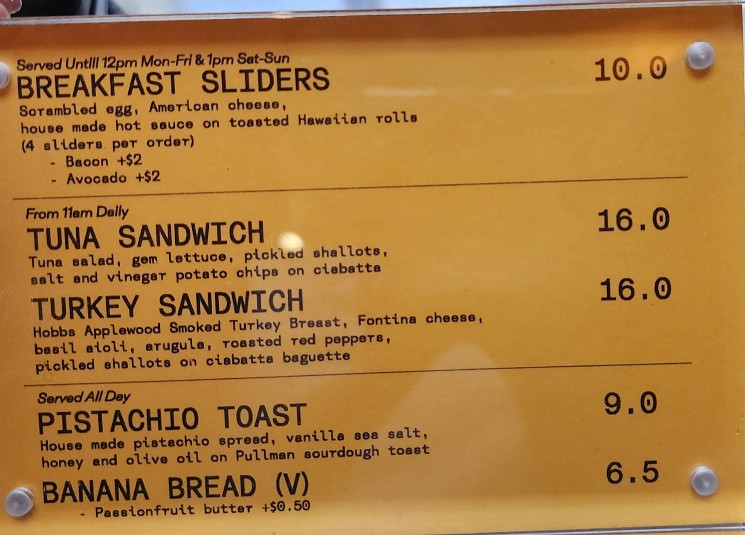 Served Untill 12pm Mon-Fri & 1pm Sat-Sun
BREAKFAST SLIDERS 10.0
Scrambled egg, American cheese,
house made hot sauce on toasted Hawaiian rolls
(4 sliders per order)
- Bacon +$2
- Avocado +$2
From 11am Daily
TUNA SANDWICH 16.0
Tuna salad, gem lettuce, pickled shallots,
salt and vinegar potato chips on ciabatta
TURKEY SANDWICH 16.0
Hobbs Applewood Smoked Turkey Breast, Fontina cheese,
basil aioli, arugula, roasted red peppers,
pickled shallots on ciabatta baguette
Served All Day
PISTACHIO TOAST 9.0
House made pistachio spread, vanilla sea salt,
honey and olive oil on Pullman sourdough toast
BANANA BREAD (V) 6.5
- Passionfruit butter +$0.50